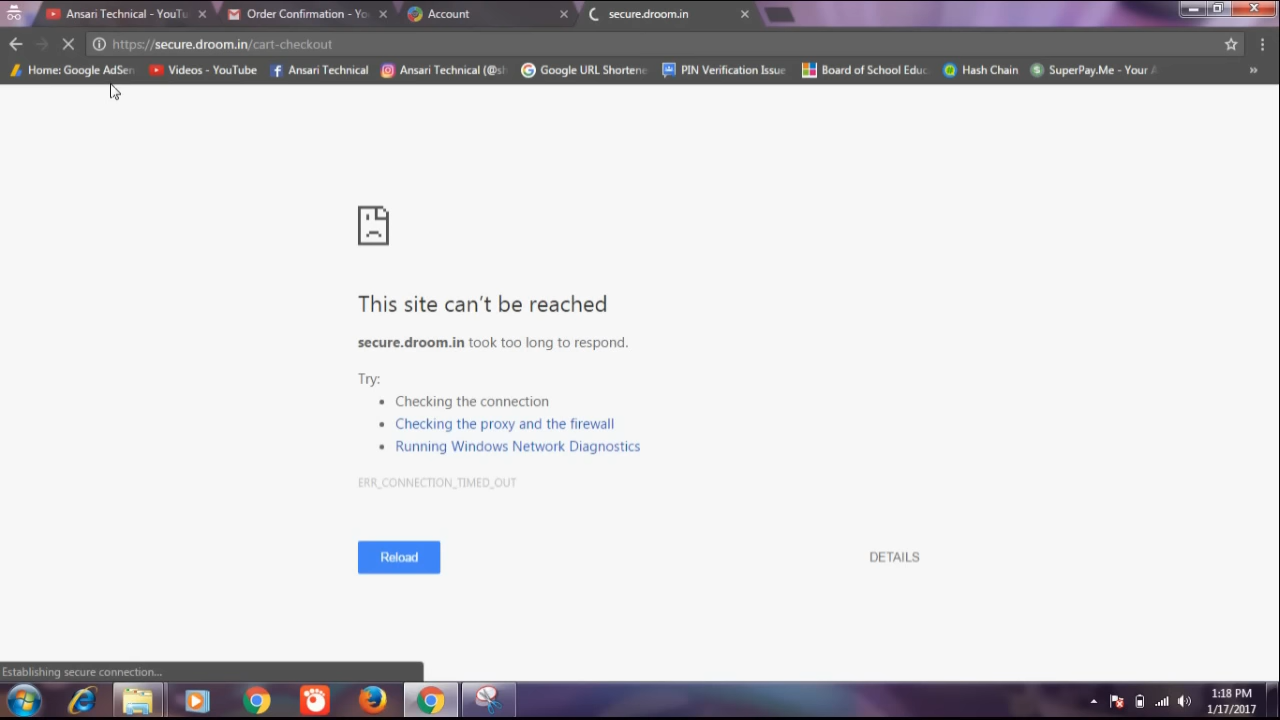 Ansari Technical - YouTu
Order Confirmation - Yo
Account
secure.droom.in
https://secure.droom.in/cart-checkout
Home: Google AdSen
Videos - YouTube
Ansari Technical
Ansari Technical (@sh
Google URL Shortene
PIN Verification Issue
Board of School Educ
Hash Chain
SuperPay.Me - Your A
»
This site can't be reached
secure.droom.in took too long to respond.
Try:
• Checking the connection
• Checking the proxy and the firewall
• Running Windows Network Diagnostics
ERR_CONNECTION_TIMED_OUT
Reload
DETAILS
Establishing secure connection...
1:18 PM
1/17/2017